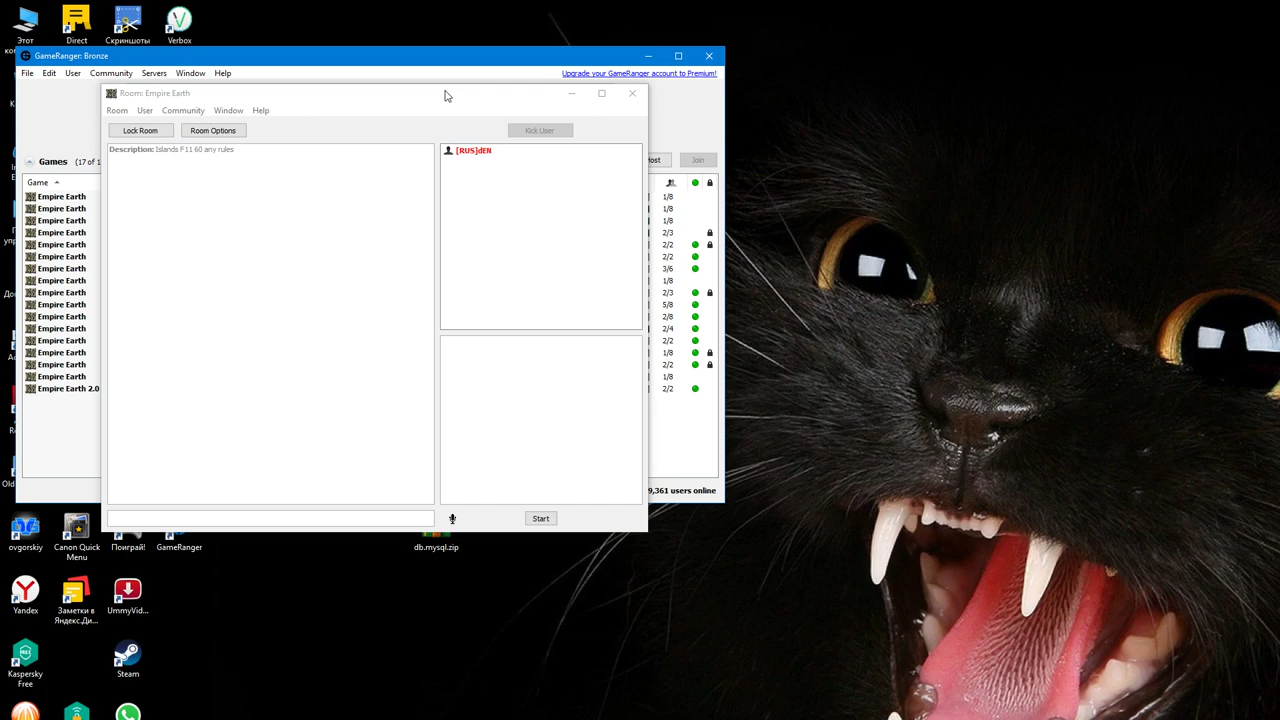 Этот
Direct
Скриншоты
Verbox
GameRanger: Bronze
File Edit User Community Servers Window Help
Upgrade your GameRanger account to Premium!
Room: Empire Earth
Room User Community Window Help
Lock Room Room Options Kick User
Description: Islands F11 60 any rules
[RUS]dEN
Games (17 of 1
Join
Game
Empire Earth 1/8
Empire Earth 1/8
Empire Earth 1/8
Empire Earth 2/3
Empire Earth 2/2
Empire Earth 2/2
Empire Earth 3/6
Empire Earth 1/8
Empire Earth 2/3
Empire Earth 5/8
Empire Earth 2/8
Empire Earth 2/4
Empire Earth 2/2
Empire Earth 1/8
Empire Earth 2/2
Empire Earth 1/8
Empire Earth 2.0 2/2
9,361 users online
Start
ovgorskiy
Canon Quick
Menu
Поиграй!
GameRanger
db.mysql.zip
Yandex
Заметки в
Яндекс.Ди...
UmmyVid...
Kaspersky
Free
Steam